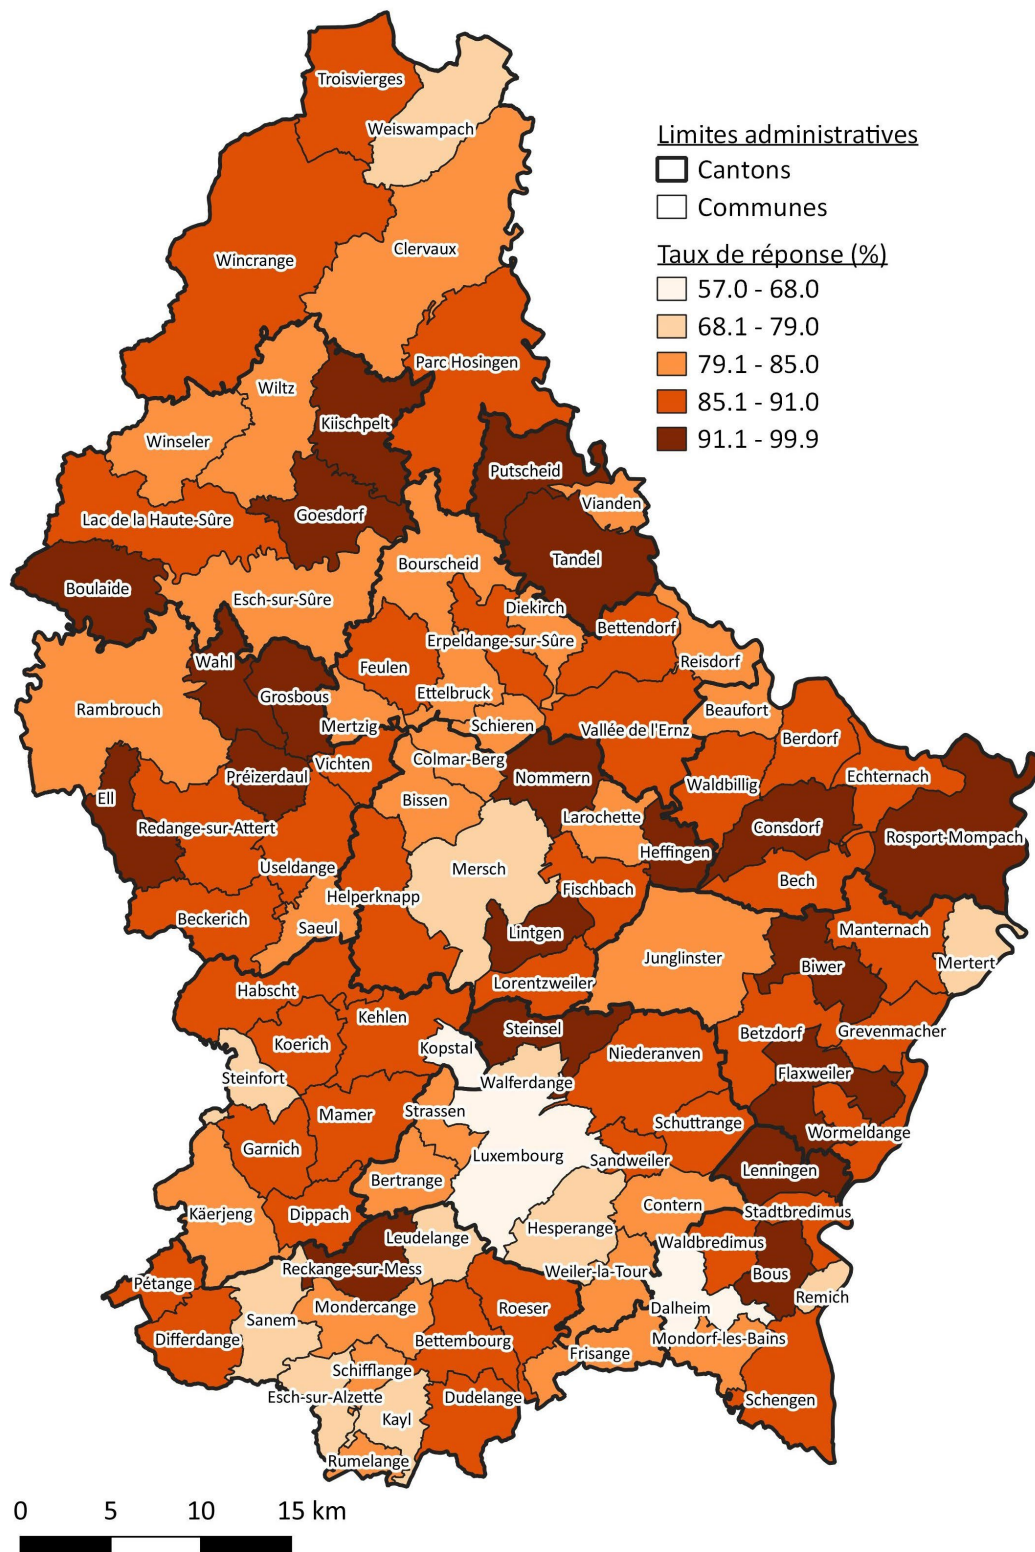 Troisvierges
Weiswampach
Limites administratives
Cantons
Communes
Taux de réponse (%)
57.0 - 68.0
68.1 - 79.0
79.1 - 85.0
85.1 - 91.0
91.1 - 99.9
Clervaux
Wincrange
Parc Hosingen
Wiltz
Kiischpelt
Winseler
Putscheid
Vianden
Goesdorf
Lac de la Haute-Sûre
Tandel
Bourscheid
Boulaide
Esch-sur-Sûre
Diekirch
Bettendorf
Erpeldange-sur-Sûre
Reisdorf
Wahl
Feulen
Grosbous
Ettelbruck
Rambrouch
Beaufort
Mertzig
Schieren
Vallée de l'Ernz
Berdorf
Colmar-Berg
Vichten
Préizerdaul
Nommern
Echternach
Waldbillig
Ell
Bissen
Larochette
Redange-sur-Attert
Consdorf
Rosport-Mompach
Heffingen
Useldange
Mersch
Bech
Fischbach
Helperknapp
Beckerich
Saeul
Lintgen
Manternach
Junglinster
Biwer
Mertert
Lorentzweiler
Habscht
Kehlen
Steinsel
Betzdorf
Grevenmacher
Koerich
Kopstal
Niederanven
Steinfort
Walferdange
Flaxweiler
Mamer
Strassen
Schuttrange
Wormeldange
Garnich
Luxembourg
Sandweiler
Lenningen
Bertrange
Contern
Käerjeng
Dippach
Stadtbredimus
Hesperange
Leudelange
Waldbredimus
Reckange-sur-Mess
Weiler-la-Tour
Bous
Pétange
Remich
Mondercange
Roeser
Dalheim
Sanem
Differdange
Bettembourg
Mondorf-les-Bains
Frisange
Schifflange
Esch-sur-Alzette
Dudelange
Schengen
Kayl
Rumelange
0 5 10 15 km